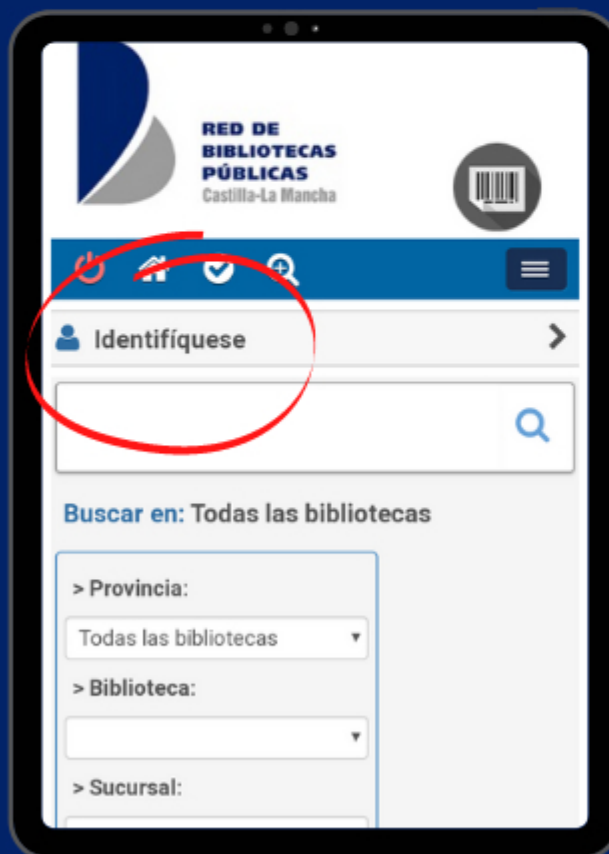 RED DE
BIBLIOTECAS
PÚBLICAS
Castilla-La Mancha
Identifíquese
Buscar en: Todas las bibliotecas
> Provincia:
Todas las bibliotecas
> Biblioteca:
> Sucursal: